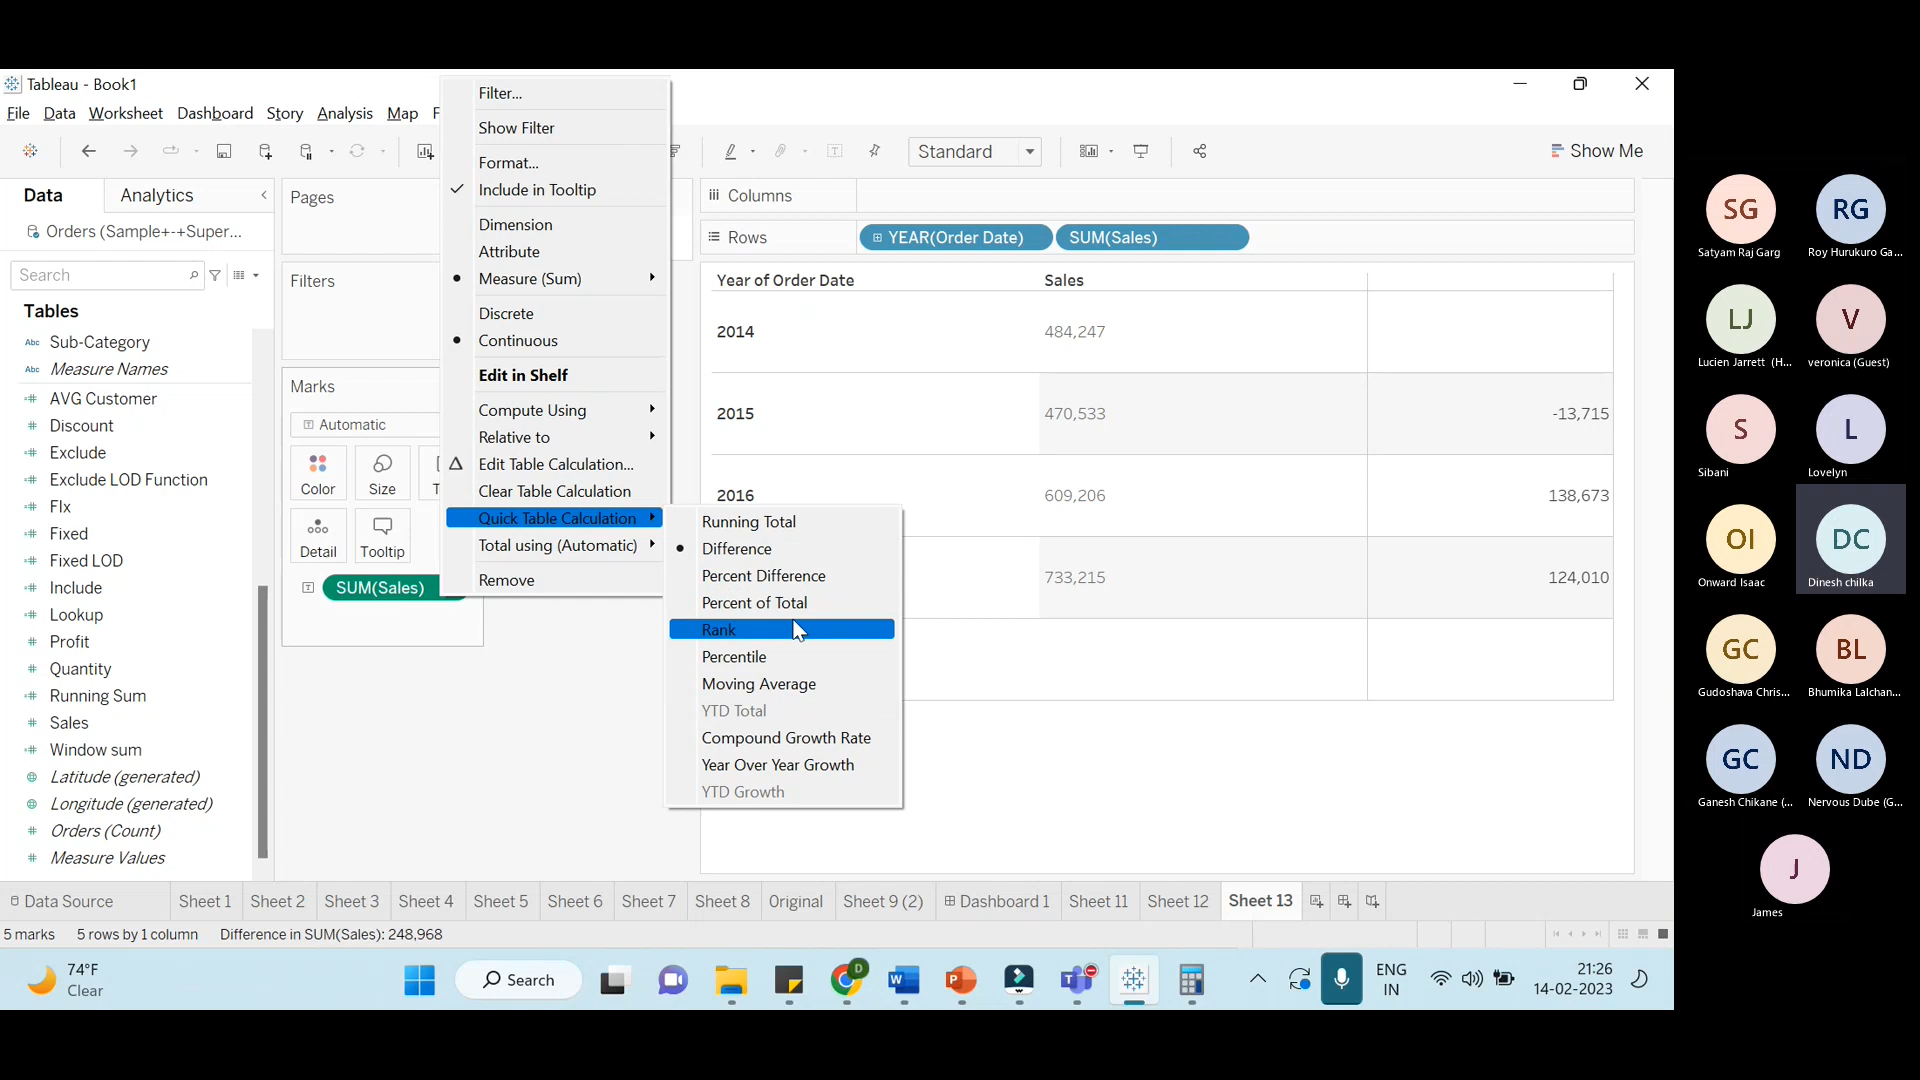 Tableau - Book1
File Data Worksheet Dashboard Story Analysis Map F
Standard
Show Me
Data
Analytics
Orders (Sample+-+Super...
Search
Tables
Abc Sub-Category
Abc Measure Names
AVG Customer
Discount
Exclude
Exclude LOD Function
FIx
Fixed
Fixed LOD
Include
Lookup
Profit
Quantity
Running Sum
Sales
Window sum
Latitude (generated)
Longitude (generated)
Orders (Count)
Measure Values
Pages
Filters
Marks
Automatic
Color
Size
T
Detail
Tooltip
SUM(Sales)
Filter...
Show Filter
Format...
Include in Tooltip
Dimension
Attribute
Measure (Sum)
Discrete
Continuous
Edit in Shelf
Compute Using
Relative to
Edit Table Calculation...
Clear Table Calculation
Quick Table Calculation
Total using (Automatic)
Remove
Running Total
Difference
Percent Difference
Percent of Total
Rank
Percentile
Moving Average
YTD Total
Compound Growth Rate
Year Over Year Growth
YTD Growth
Columns
Rows
YEAR(Order Date)
SUM(Sales)
Year of Order Date Sales
2014 484,247
2015 470,533 -13,715
2016 609,206 138,673
733,215 124,010
Data Source Sheet 1 Sheet 2 Sheet 3 Sheet 4 Sheet 5 Sheet 6 Sheet 7 Sheet 8 Original Sheet 9 (2) Dashboard 1 Sheet 11 Sheet 12 Sheet 13
5 marks 5 rows by 1 column Difference in SUM(Sales): 248,968
74°F
Clear
Search
D
ENG
IN
21:26
14-02-2023
SG
Satyam Raj Garg
RG
Roy Hurukuro Ga...
LJ
Lucien Jarrett (H...
V
veronica (Guest)
S
Sibani
L
Lovelyn
OI
Onward Isaac
DC
Dinesh chilka
GC
Gudoshava Chris...
BL
Bhumika Lalchan...
GC
Ganesh Chikane (...
ND
Nervous Dube (G...
J
James